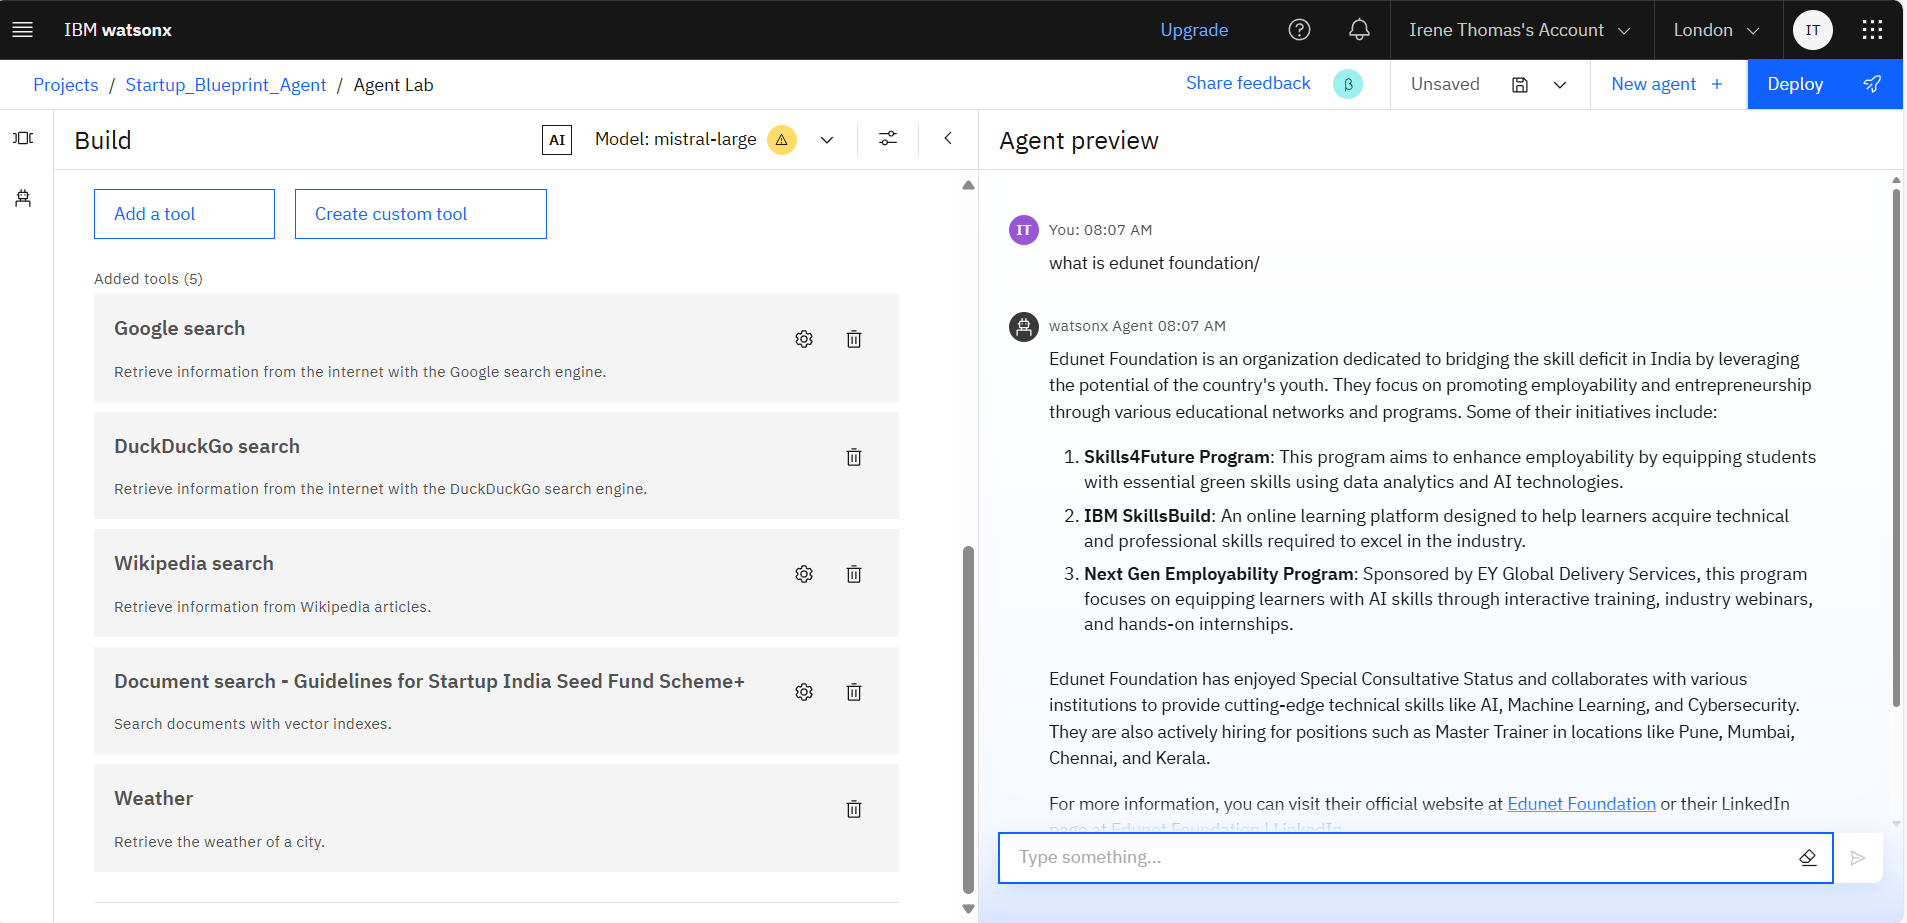 IBM watsonx
Upgrade
Irene Thomas's Account
London
IT
Projects / Startup_Blueprint_Agent / Agent Lab
Share feedback
β
Unsaved
New agent +
Deploy
Build
AI
Model: mistral-large
Agent preview
Add a tool
Create custom tool
Added tools (5)
Google search
Retrieve information from the internet with the Google search engine.
DuckDuckGo search
Retrieve information from the internet with the DuckDuckGo search engine.
Wikipedia search
Retrieve information from Wikipedia articles.
Document search - Guidelines for Startup India Seed Fund Scheme+
Search documents with vector indexes.
Weather
Retrieve the weather of a city.
IT
You: 08:07 AM
what is edunet foundation/
watsonx Agent 08:07 AM
Edunet Foundation is an organization dedicated to bridging the skill deficit in India by leveraging
the potential of the country's youth. They focus on promoting employability and entrepreneurship
through various educational networks and programs. Some of their initiatives include:
1. Skills4Future Program: This program aims to enhance employability by equipping students
with essential green skills using data analytics and AI technologies.
2. IBM SkillsBuild: An online learning platform designed to help learners acquire technical
and professional skills required to excel in the industry.
3. Next Gen Employability Program: Sponsored by EY Global Delivery Services, this program
focuses on equipping learners with AI skills through interactive training, industry webinars,
and hands-on internships.
Edunet Foundation has enjoyed Special Consultative Status and collaborates with various
institutions to provide cutting-edge technical skills like AI, Machine Learning, and Cybersecurity.
They are also actively hiring for positions such as Master Trainer in locations like Pune, Mumbai,
Chennai, and Kerala.
For more information, you can visit their official website at Edunet Foundation or their LinkedIn
page at Edunet Foundation | LinkedIn
Type something...